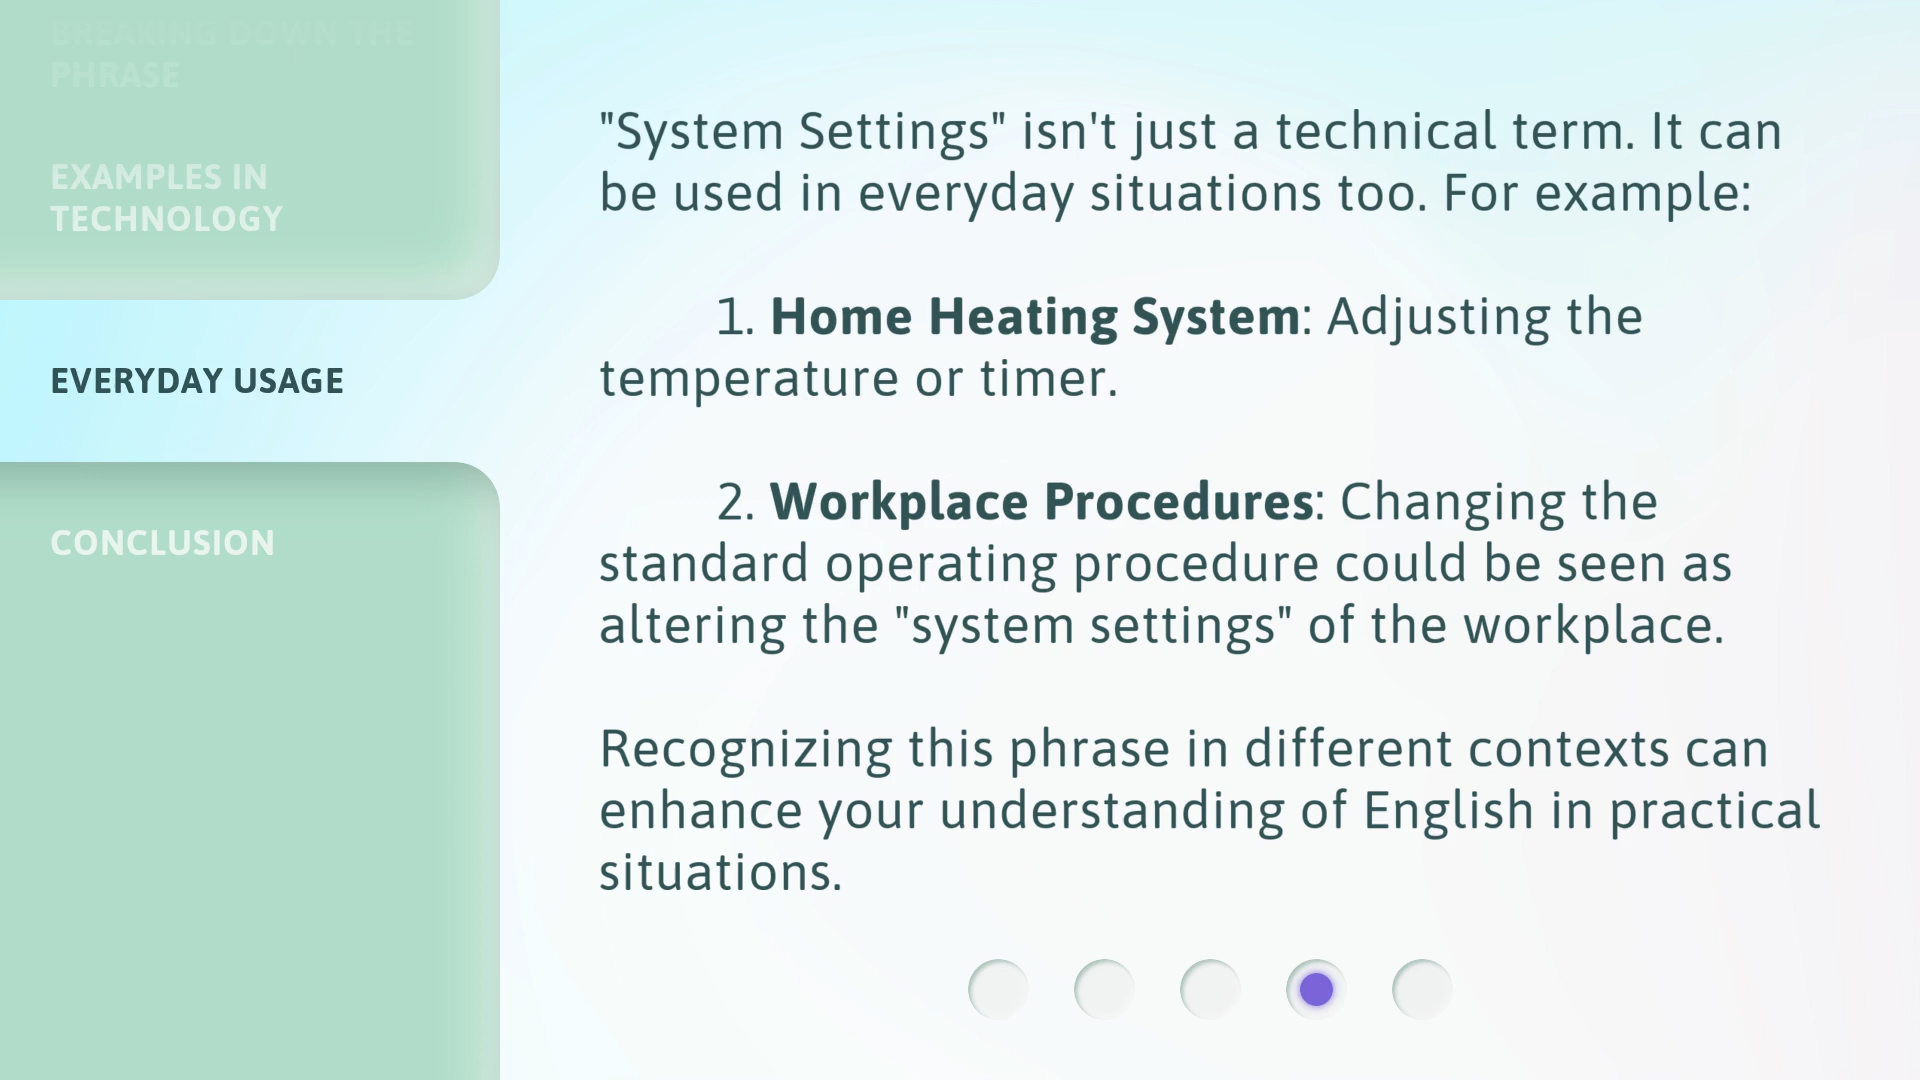 BREAKING DOWN THE
PHRASE
EXAMPLES IN
TECHNOLOGY
EVERYDAY USAGE
CONCLUSION
"System Settings" isn't just a technical term. It can
be used in everyday situations too. For example:
1. Home Heating System: Adjusting the
temperature or timer.
2. Workplace Procedures: Changing the
standard operating procedure could be seen as
altering the "system settings" of the workplace.
Recognizing this phrase in different contexts can
enhance your understanding of English in practical
situations.